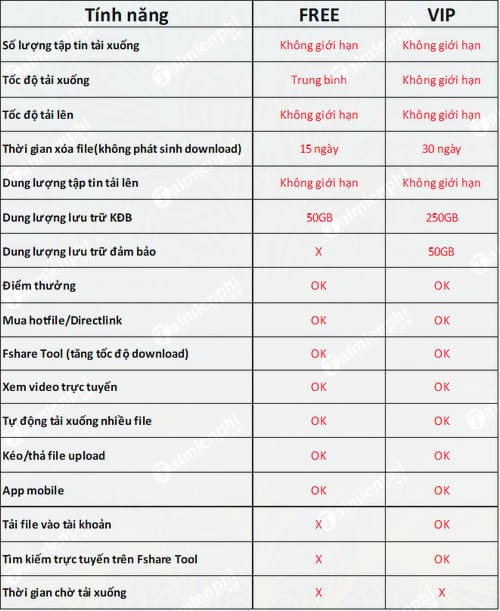 Tính năng FREE VIP
Số lượng tập tin tải xuống Không giới hạn Không giới hạn
Tốc độ tải xuống Trung bình Không giới hạn
Tốc độ tải lên Không giới hạn Không giới hạn
Thời gian xóa file(không phát sinh download) 15 ngày 30 ngày
Dung lượng tập tin tải lên Không giới hạn Không giới hạn
Dung lượng lưu trữ KĐB 50GB 250GB
Dung lượng lưu trữ đảm bảo X 50GB
Điểm thưởng OK OK
Mua hotfile/Directlink OK OK
Fshare Tool (tăng tốc độ download) OK OK
Xem video trực tuyến OK OK
Tự động tải xuống nhiều file OK OK
Kéo/thả file upload OK OK
App mobile OK OK
Tải file vào tài khoản X OK
Tìm kiếm trực tuyến trên Fshare Tool X OK
Thời gian chờ tải xuống X X